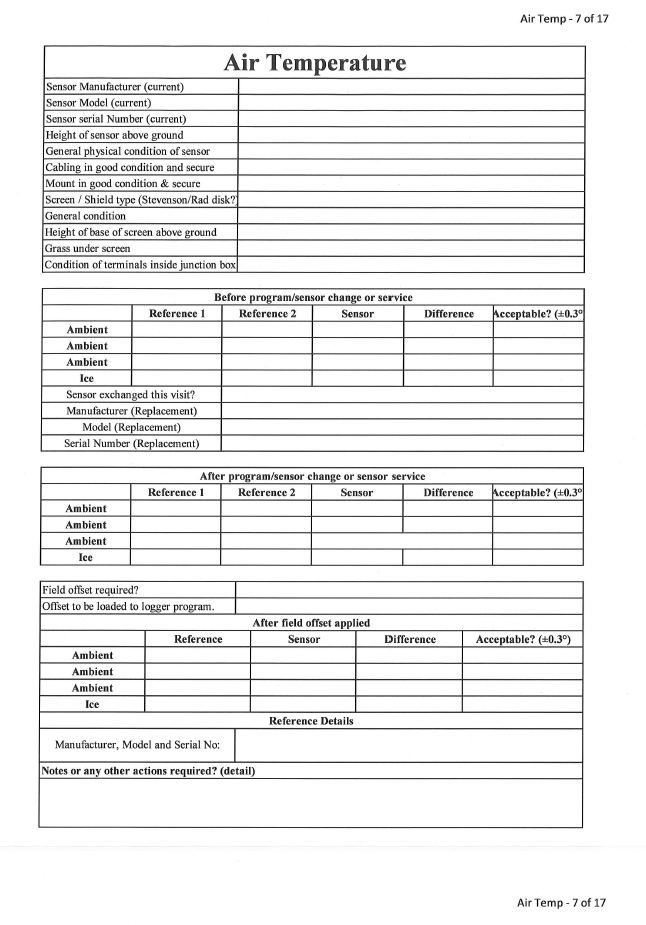 Air Temp - 7 of 17
Air Temperature
Sensor Manufacturer (current)
Sensor Model (current)
Sensor serial Number (current)
Height of sensor above ground
General physical condition of sensor
Cabling in good condition and secure
Mount in good condition & secure
Screen / Shield type (Stevenson/Rad disk?
General condition
Height of base of screen above ground
Grass under screen
Condition of terminals inside junction box
Before program/sensor change or service
Reference 1 Reference 2 Sensor Difference Acceptable? (±0.3°
Ambient
Ambient
Ambient
Ice
Sensor exchanged this visit?
Manufacturer (Replacement)
Model (Replacement)
Serial Number (Replacement)
After program/sensor change or sensor service
Reference 1 Reference 2 Sensor Difference Acceptable? (±0.3°
Ambient
Ambient
Ambient
Ice
Field offset required?
Offset to be loaded to logger program.
After field offset applied
Reference Sensor Difference Acceptable? (±0.3°)
Ambient
Ambient
Ambient
Ice
Reference Details
Manufacturer, Model and Serial No:
Notes or any other actions required? (detail)
Air Temp - 7 of 17